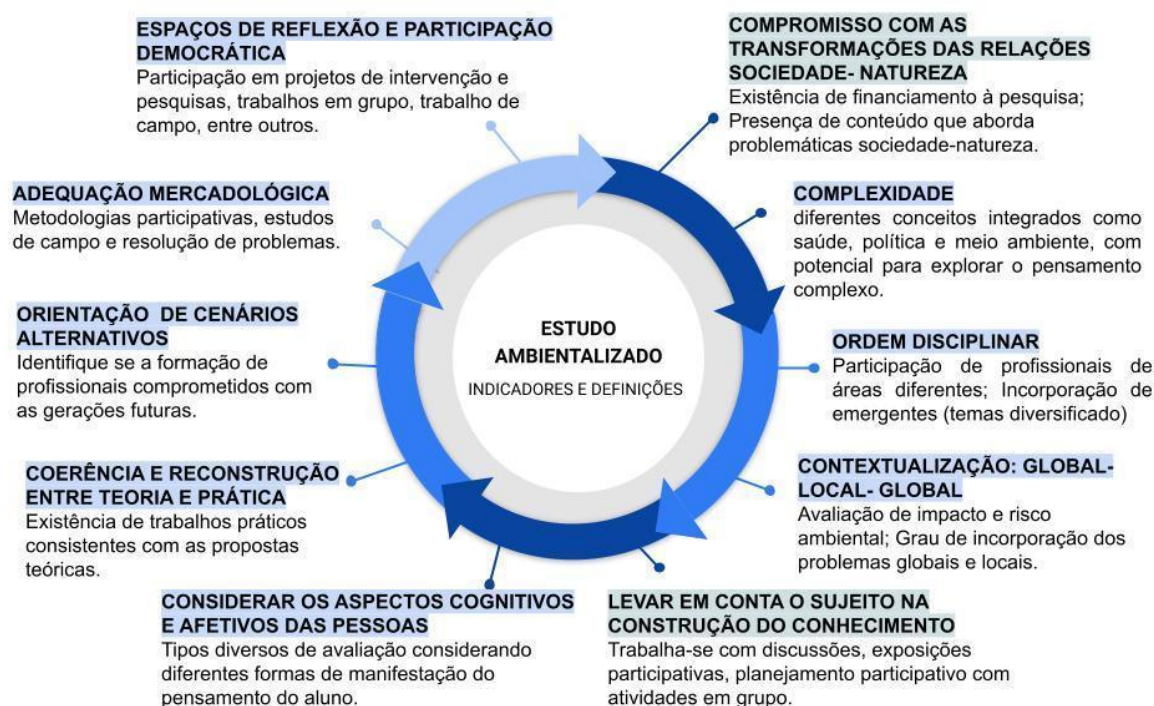 ESPAÇOS DE REFLEXÃO E PARTICIPAÇÃO
DEMOCRÁTICA
Participação em projetos de intervenção e
pesquisas, trabalhos em grupo, trabalho de
campo, entre outros.
COMPROMISSO COM AS
TRANSFORMAÇÕES DAS RELAÇÕES
SOCIEDADE- NATUREZA
Existência de financiamento à pesquisa;
Presença de conteúdo que aborda
problemáticas sociedade-natureza.
ADEQUAÇÃO MERCADOLÓGICA
Metodologias participativas, estudos
de campo e resolução de problemas.
COMPLEXIDADE
diferentes conceitos integrados como
saúde, política e meio ambiente, com
potencial para explorar o pensamento
complexo.
ORIENTAÇÃO DE CENÁRIOS
ALTERNATIVOS
Identifique se a formação de
profissionais comprometidos com
as gerações futuras.
ESTUDO
AMBIENTALIZADO
INDICADORES E DEFINIÇÕES
ORDEM DISCIPLINAR
Participação de profissionais de
áreas diferentes; Incorporação de
emergentes (temas diversificado)
COERÊNCIA E RECONSTRUÇÃO
ENTRE TEORIA E PRÁTICA
Existência de trabalhos práticos
consistentes com as propostas
teóricas.
CONTEXTUALIZAÇÃO: GLOBAL-
LOCAL- GLOBAL
Avaliação de impacto e risco
ambiental; Grau de incorporação dos
problemas globais e locais.
CONSIDERAR OS ASPECTOS COGNITIVOS
E AFETIVOS DAS PESSOAS
Tipos diversos de avaliação considerando
diferentes formas de manifestação do
pensamento do aluno.
LEVAR EM CONTA O SUJEITO NA
CONSTRUÇÃO DO CONHECIMENTO
Trabalha-se com discussões, exposições
participativas, planejamento participativo com
atividades em grupo.